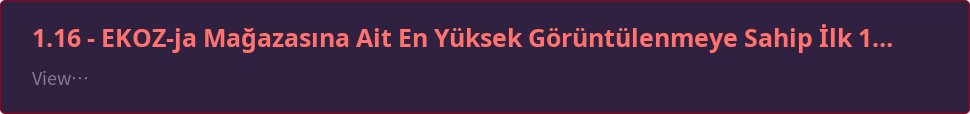 1.16 - EKOZ-ja Mağazasına Ait En Yüksek Görüntülenmeye Sahip İlk 1...
View···